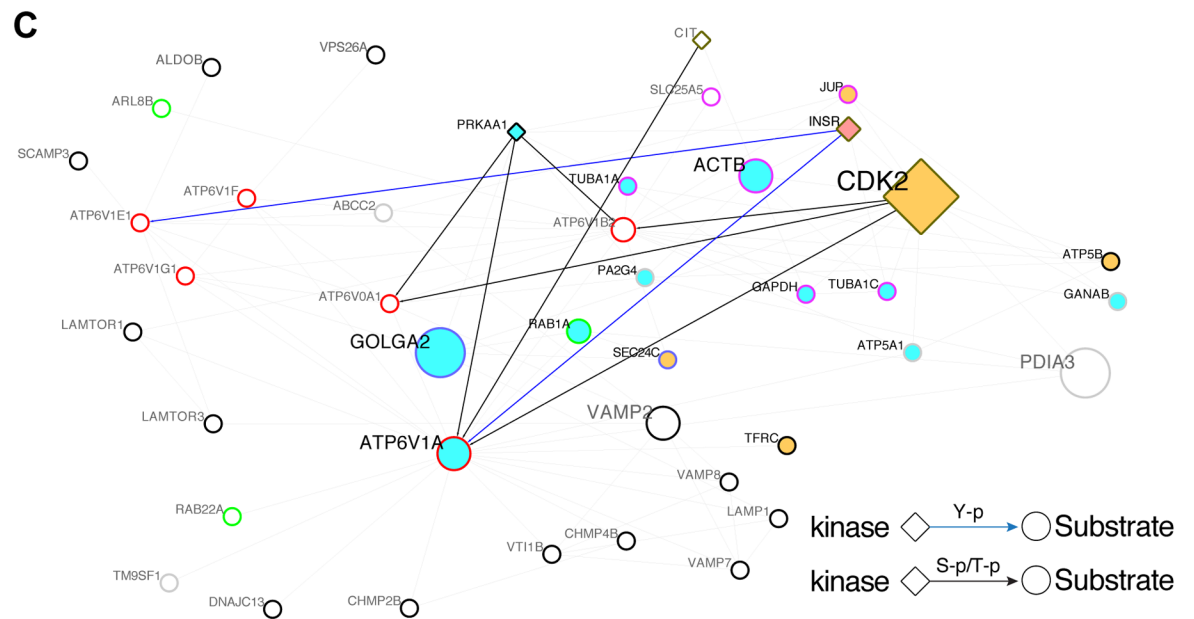 C
CIT
VPS26A
ALDOB
SLC25A5
JUP
ARL8B
PRKAA1
INSR
SCAMP3
ACTB
TUBA1A
CDK2
ATP6V1F
ABCC2
ATP6V1E1
ATP6V1B2
ATP5B
ATP6V1G1
PA2G4
GAPDH
TUBA1C
GANAB
ATP6V0A1
LAMTOR1
RAB1A
GOLGA2
SEC24C
ATP5A1
PDIA3
LAMTOR3
VAMP2
ATP6V1A
TFRC
VAMP8
RAB22A
LAMP1
Y-p
kinase Substrate
CHMP4B
VTI1B
VAMP7
S-p/T-p
kinase Substrate
TM9SF1
DNAJC13
CHMP2B